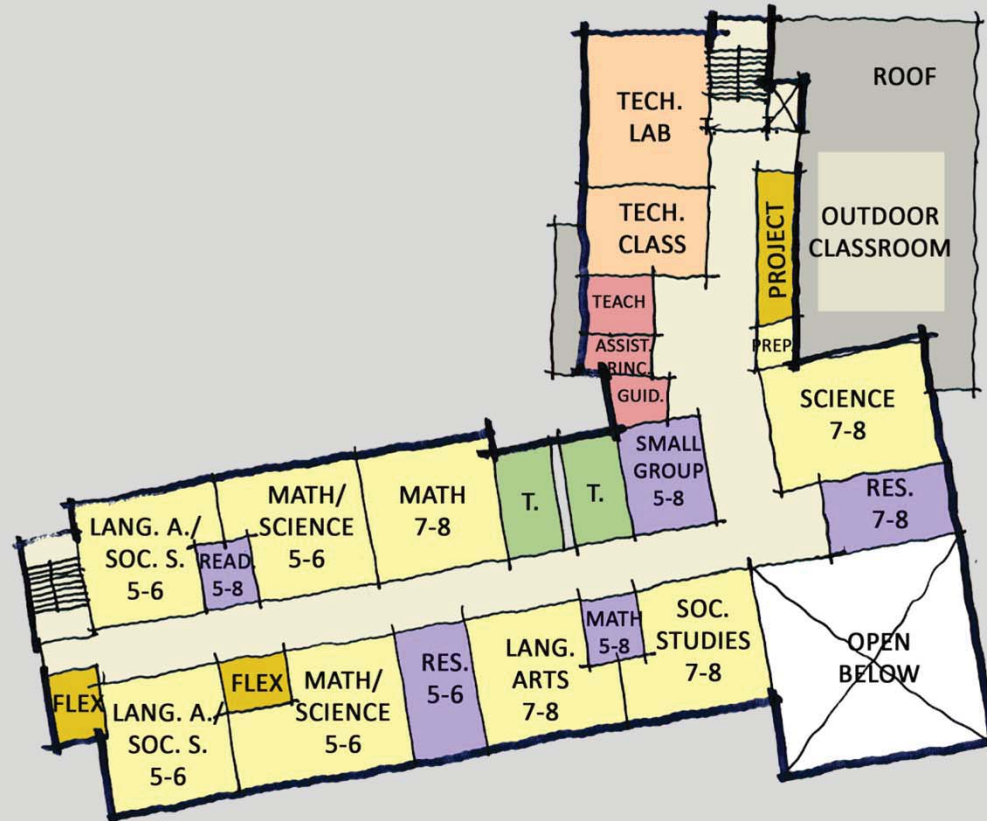 TECH.
LAB
ROOF
TECH.
CLASS
PROJECT
OUTDOOR
CLASSROOM
TEACH
ASSIST.
PRINC.
PREP.
GUID.
SCIENCE
7-8
SMALL
GROUP
5-8
RES.
7-8
LANG. A./
SOC. S.
5-6
READ.
5-8
MATH/
SCIENCE
5-6
MATH
7-8
T.
T.
FLEX
LANG. A./
SOC. S.
5-6
FLEX
MATH/
SCIENCE
5-6
RES.
5-6
LANG.
ARTS
7-8
MATH
5-8
SOC.
STUDIES
7-8
OPEN
BELOW